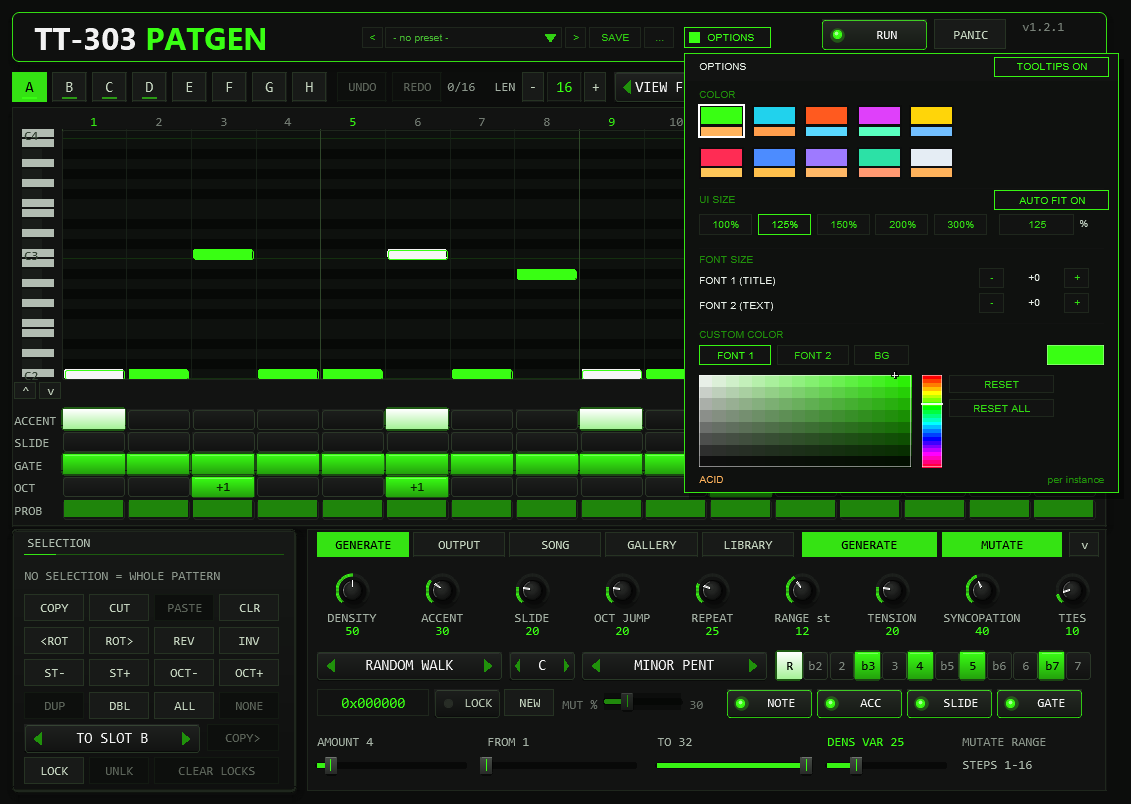 TT-303 PATGEN
< - no preset - > SAVE ... OPTIONS RUN PANIC v1.2.1
OPTIONS TOOLTIPS ON
A B C D E F G H UNDO REDO 0/16 LEN - 16 + VIEW F
COLOR
1 2 3 4 5 6 7 8 9 10
C4
UI SIZE AUTO FIT ON
100% 125% 150% 200% 300% 125 %
C3
FONT SIZE
FONT 1 (TITLE) - +0 +
FONT 2 (TEXT) - +0 +
CUSTOM COLOR
FONT 1 FONT 2 BG
C2
RESET
RESET ALL
^ v
ACCENT
SLIDE
GATE
ACID per instance
OCT +1 +1
PROB
SELECTION
NO SELECTION = WHOLE PATTERN
COPY CUT PASTE CLR
<ROT ROT> REV INV
ST- ST+ OCT- OCT+
DUP DBL ALL NONE
TO SLOT B COPY>
LOCK UNLK CLEAR LOCKS
GENERATE OUTPUT SONG GALLERY LIBRARY GENERATE MUTATE v
DENSITY ACCENT SLIDE OCT JUMP REPEAT RANGE st TENSION SYNCOPATION TIES
50 30 20 20 25 12 20 40 10
RANDOM WALK C MINOR PENT R b2 2 b3 3 4 b5 5 b6 6 b7 7
0x000000 LOCK NEW MUT % 30 NOTE ACC SLIDE GATE
AMOUNT 4 FROM 1 TO 32 DENS VAR 25 MUTATE RANGE
STEPS 1-16